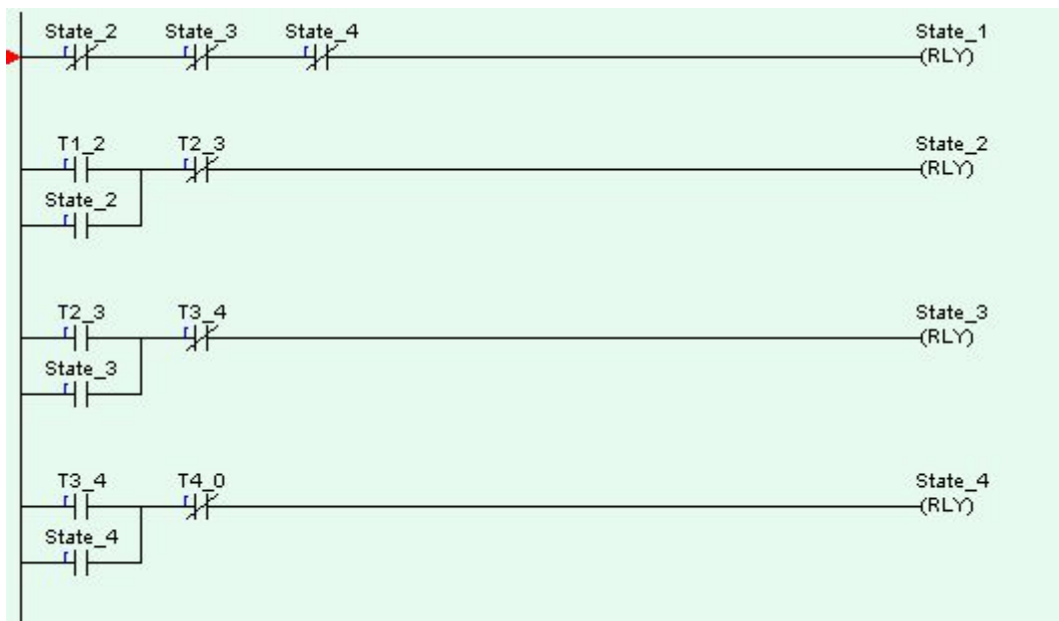 State_2 State_3 State_4 State_1
(RLY)
T1_2 T2_3 State_2
(RLY)
State_2
T2_3 T3_4 State_3
(RLY)
State_3
T3_4 T4_0 State_4
(RLY)
State_4